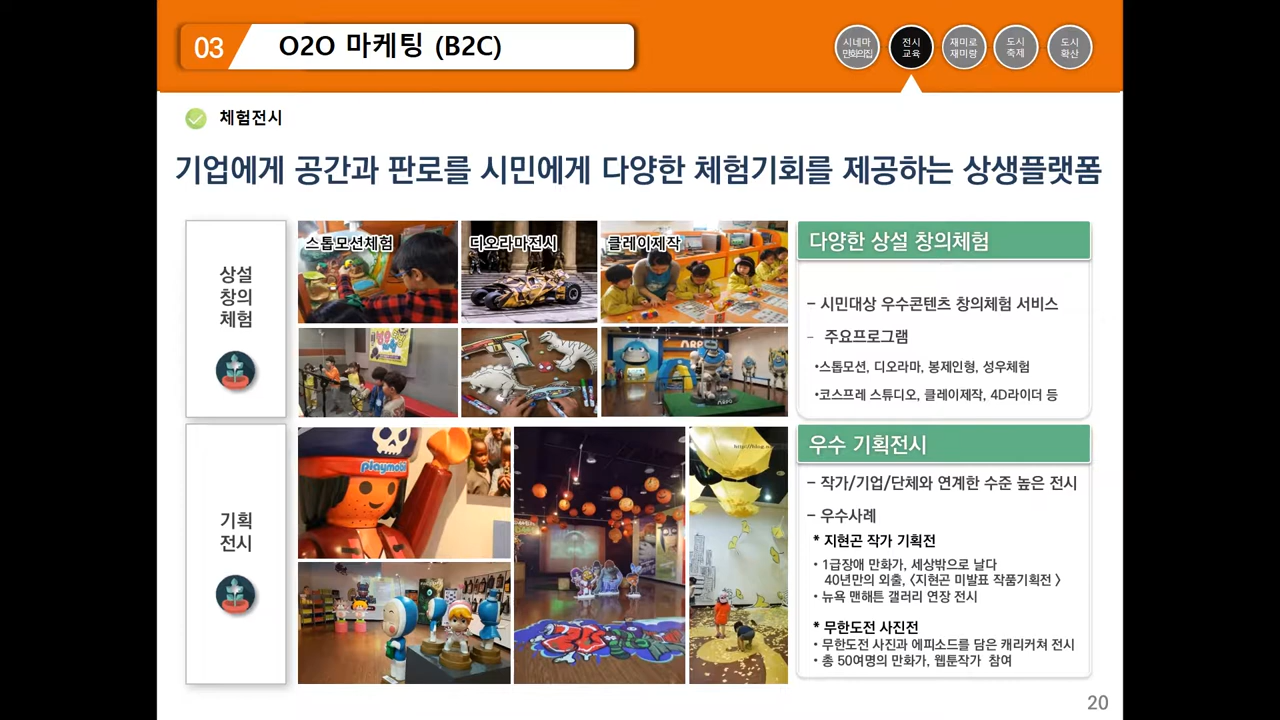 03
O2O 마케팅 (B2C)
시네마
만화의집
전시
교육
재미로
재미랑
도시
축제
도시
확산
체험전시
기업에게 공간과 판로를 시민에게 다양한 체험기회를 제공하는 상생플랫폼
상설
창의
체험
스톱모션체험
디오라마전시
클레이제작
다양한 상설 창의체험
- 시민대상 우수콘텐츠 창의체험 서비스
- 주요프로그램
•스톱모션, 디오라마, 봉제인형, 성우체험
•코스프레 스튜디오, 클레이제작, 4D라이더 등
기획
전시
playmobi
http://blog.n
우수 기획전시
- 작가/기업/단체와 연계한 수준 높은 전시
- 우수사례
* 지현곤 작가 기획전
• 1급장애 만화가, 세상밖으로 날다
40년만의 외출, <지현곤 미발표 작품기획전 >
• 뉴욕 맨해튼 갤러리 연장 전시
* 무한도전 사진전
• 무한도전 사진과 에피소드를 담은 캐리커쳐 전시
• 총 50여명의 만화가, 웹툰작가 참여
20